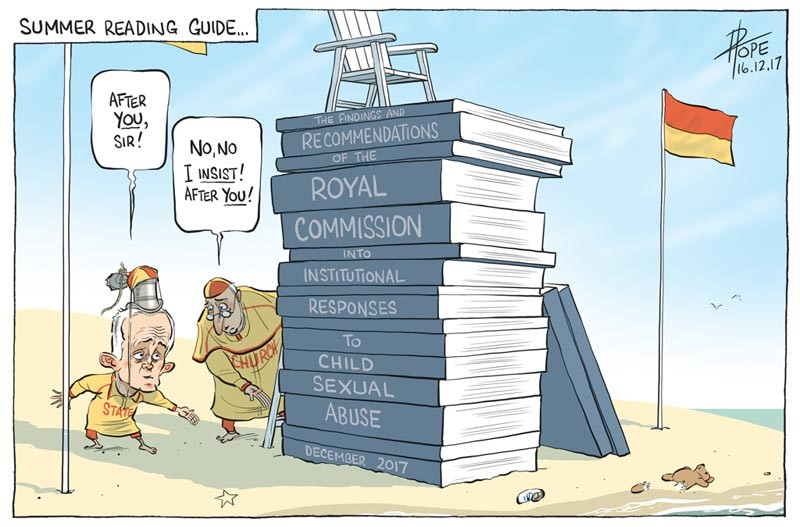 SUMMER READING GUIDE...
POPE
16.12.17
AFTER
YOU,
SIR!
NO, NO
I INSIST!
AFTER YOU!
THE FINDINGS AND
RECOMMENDATIONS
OF THE
ROYAL
COMMISSION
INTO
INSTITUTIONAL
RESPONSES
TO
CHILD
SEXUAL
ABUSE
DECEMBER 2017
STATE
CHURCH